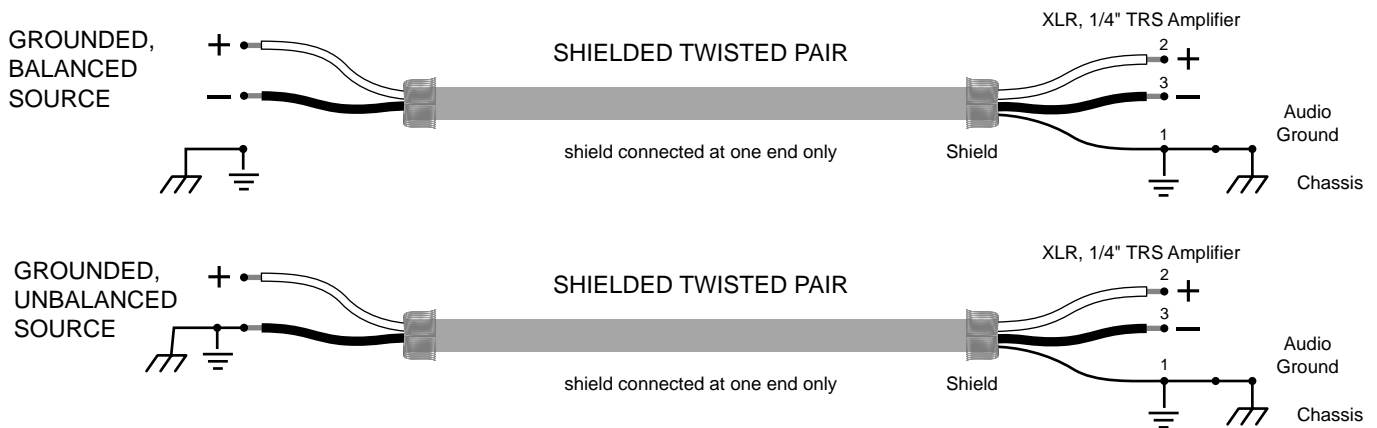 XLR, 1/4" TRS Amplifier
GROUNDED,
BALANCED
SOURCE
+
–
SHIELDED TWISTED PAIR
2
+
3
–
Audio
Ground
1
shield connected at one end only
Shield
Chassis
XLR, 1/4" TRS Amplifier
GROUNDED,
UNBALANCED
SOURCE
+
SHIELDED TWISTED PAIR
2
+
3
–
Audio
Ground
1
shield connected at one end only
Shield
Chassis